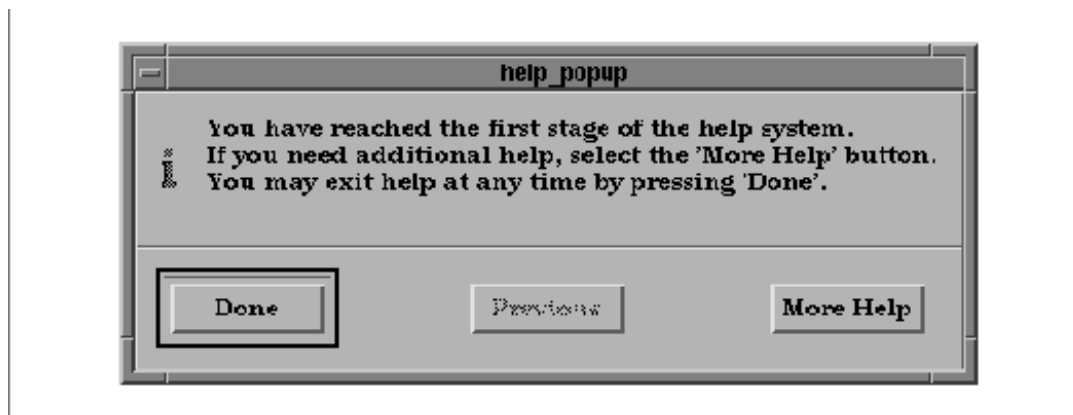 help_popup
You have reached the first stage of the help system.
If you need additional help, select the 'More Help' button.
You may exit help at any time by pressing 'Done'.
Done
Previous
More Help